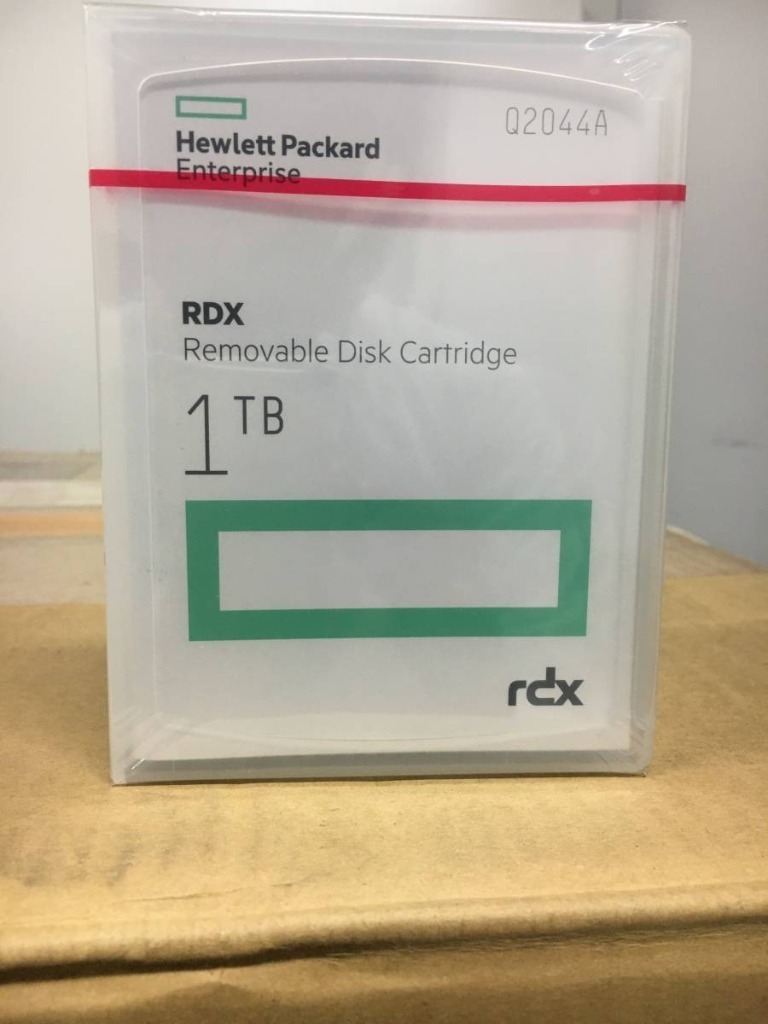 Q2044A
Hewlett Packard
Enterprise
RDX
Removable Disk Cartridge
1 TB
rdx